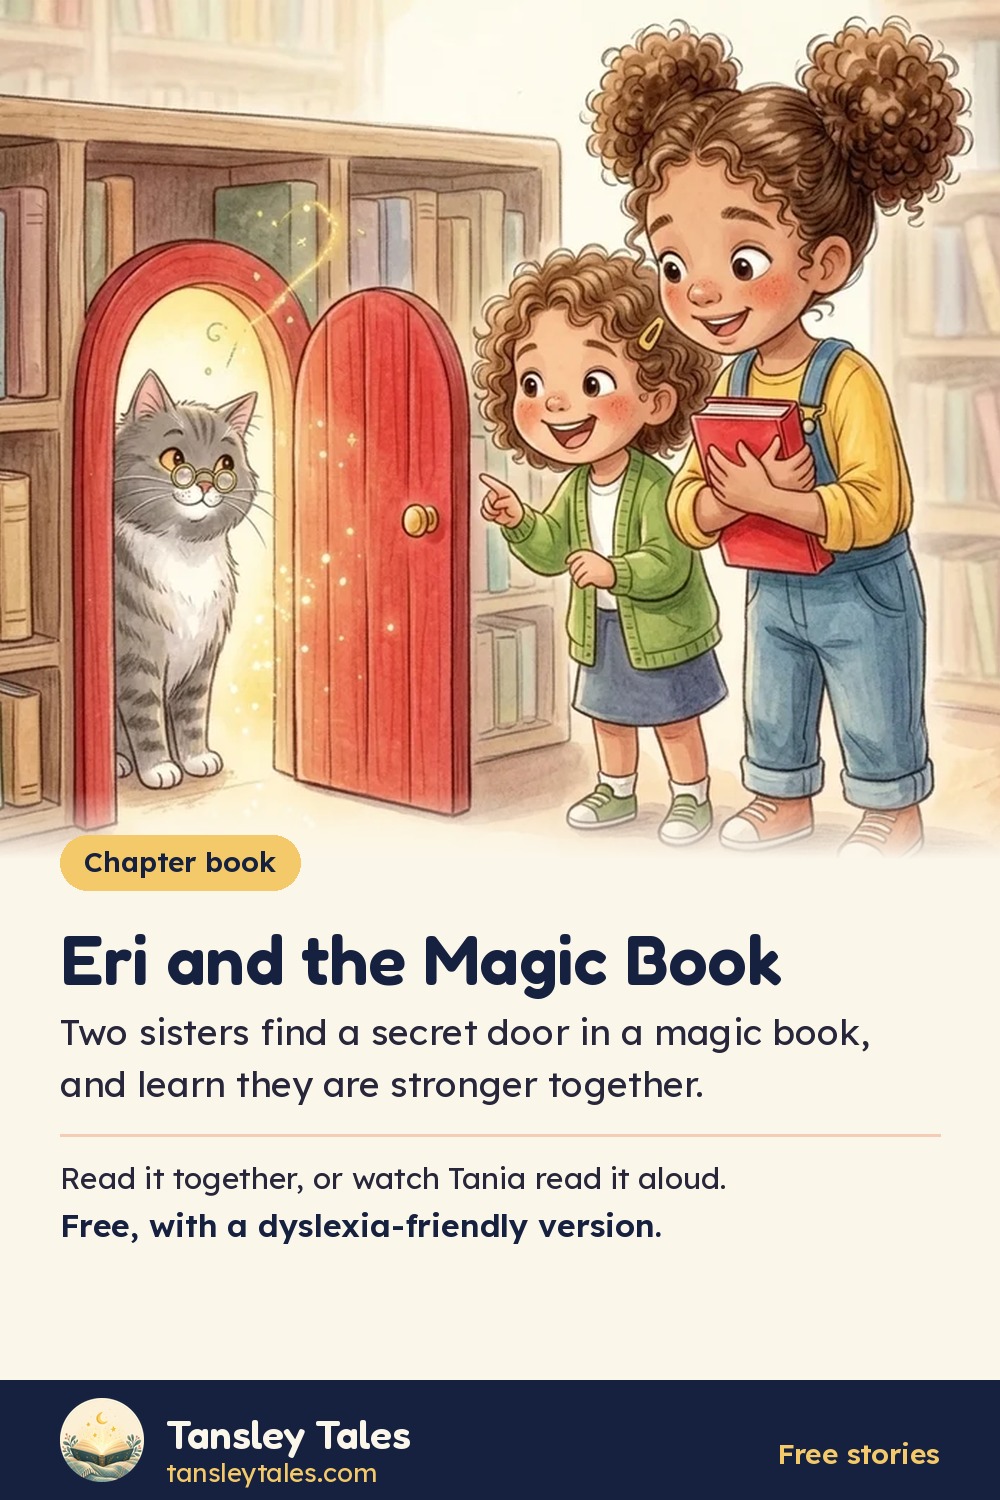 Chapter book
Eri and the Magic Book
Two sisters find a secret door in a magic book,
and learn they are stronger together.
Read it together, or watch Tania read it aloud.
Free, with a dyslexia-friendly version.
Tansley Tales
tansleytales.com
Free stories